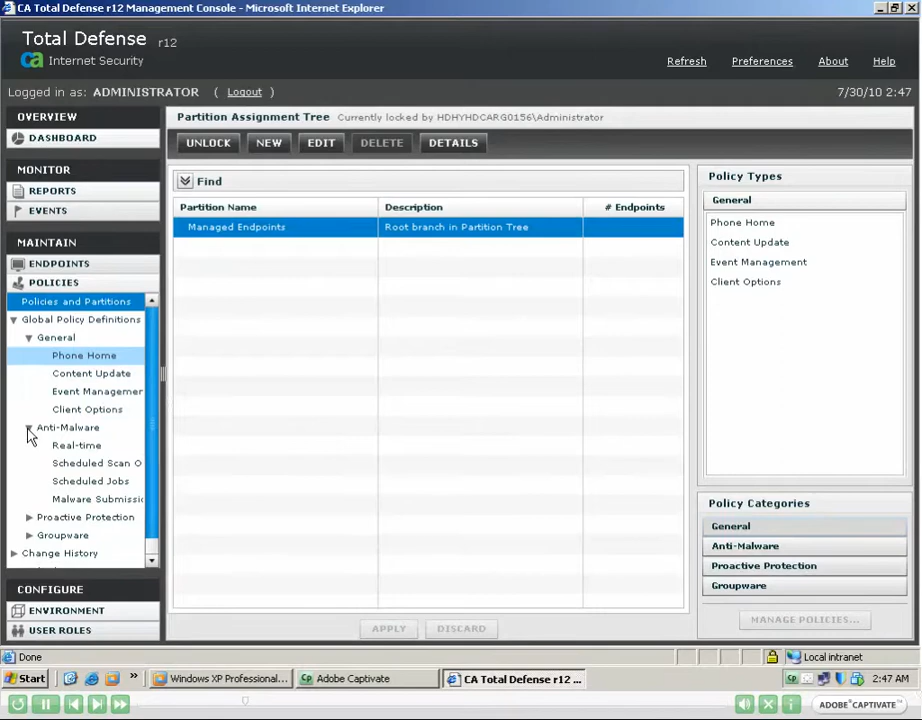 CA Total Defense r12 Management Console - Microsoft Internet Explorer
Total Defense r12
ca Internet Security
Refresh
Preferences
About
Help
Logged in as: ADMINISTRATOR ( Logout )
7/30/10 2:47
OVERVIEW
DASHBOARD
MONITOR
REPORTS
EVENTS
MAINTAIN
ENDPOINTS
POLICIES
Policies and Partitions
Global Policy Definitions
General
Phone Home
Content Update
Event Managemer
Client Options
Anti-Malware
Real-time
Scheduled Scan O
Scheduled Jobs
Malware Submissic
Proactive Protection
Groupware
Change History
CONFIGURE
ENVIRONMENT
USER ROLES
Partition Assignment Tree Currently locked by HDHYHDCARG0156\Administrator
UNLOCK
NEW
EDIT
DELETE
DETAILS
Find
Partition Name
Description
# Endpoints
Managed Endpoints
Root branch in Partition Tree
APPLY
DISCARD
Policy Types
General
Phone Home
Content Update
Event Management
Client Options
Policy Categories
General
Anti-Malware
Proactive Protection
Groupware
MANAGE POLICIES...
Done
Local intranet
Start
Windows XP Professional...
Adobe Captivate
CA Total Defense r12 ...
2:47 AM
ADOBE CAPTIVATE